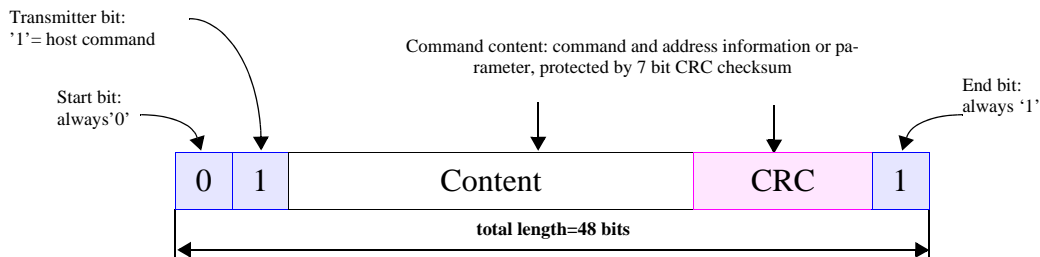 Transmitter bit:
’1’= host command
Command content: command and address information or pa-
rameter, protected by 7 bit CRC checksum
Start bit:
always’0’
End bit:
always ‘1’
0 1 Content CRC 1
total length=48 bits